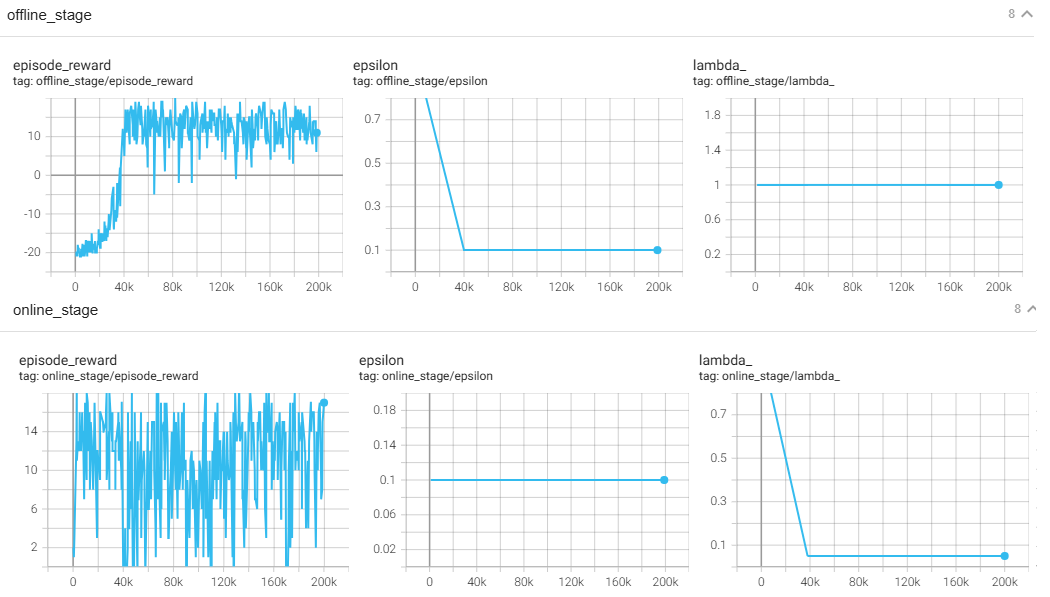 offline_stage 8
episode_reward epsilon lambda_
tag: offline_stage/episode_reward tag: offline_stage/epsilon tag: offline_stage/lambda_
10 0.7 1.8
0 0.5 1.4
-10 0.3 1
-20 0.1 0.6
0.2
0 40k 80k 120k 160k 200k 0 40k 80k 120k 160k 200k 0 40k 80k 120k 160k 200k
online_stage 8
episode_reward epsilon lambda_
tag: online_stage/episode_reward tag: online_stage/epsilon tag: online_stage/lambda_
14 0.18 0.7
10 0.14 0.5
6 0.1 0.3
2 0.06 0.1
0.02
0 40k 80k 120k 160k 200k 0 40k 80k 120k 160k 200k 0 40k 80k 120k 160k 200k